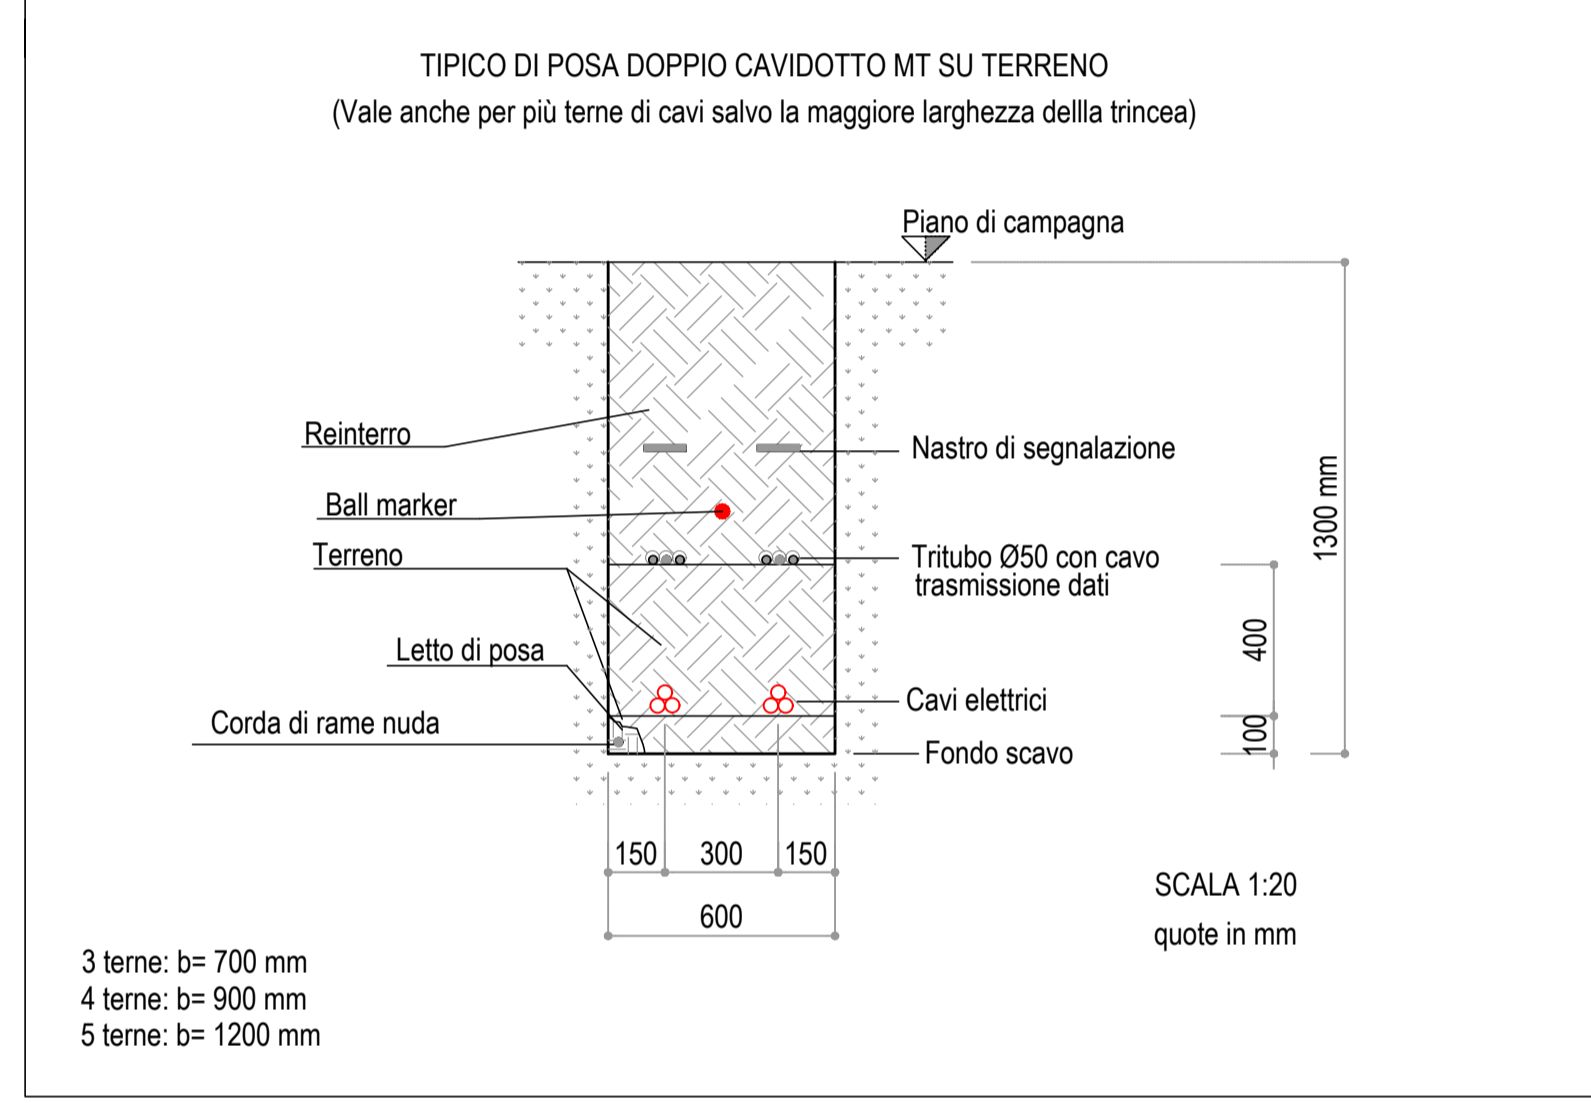 TIPICO DI POSA DOPPIO CAVIDOTTO MT SU TERRENO
(Vale anche per più terne di cavi salvo la maggiore larghezza dellla trincea)
Piano di campagna
Reinterro
Nastro di segnalazione
Ball marker
1300 mm
Terreno
Tritubo Ø50 con cavo
trasmissione dati
400
Letto di posa
Cavi elettrici
Corda di rame nuda
100
Fondo scavo
150 300 150
600
SCALA 1:20
quote in mm
3 terne: b= 700 mm
4 terne: b= 900 mm
5 terne: b= 1200 mm